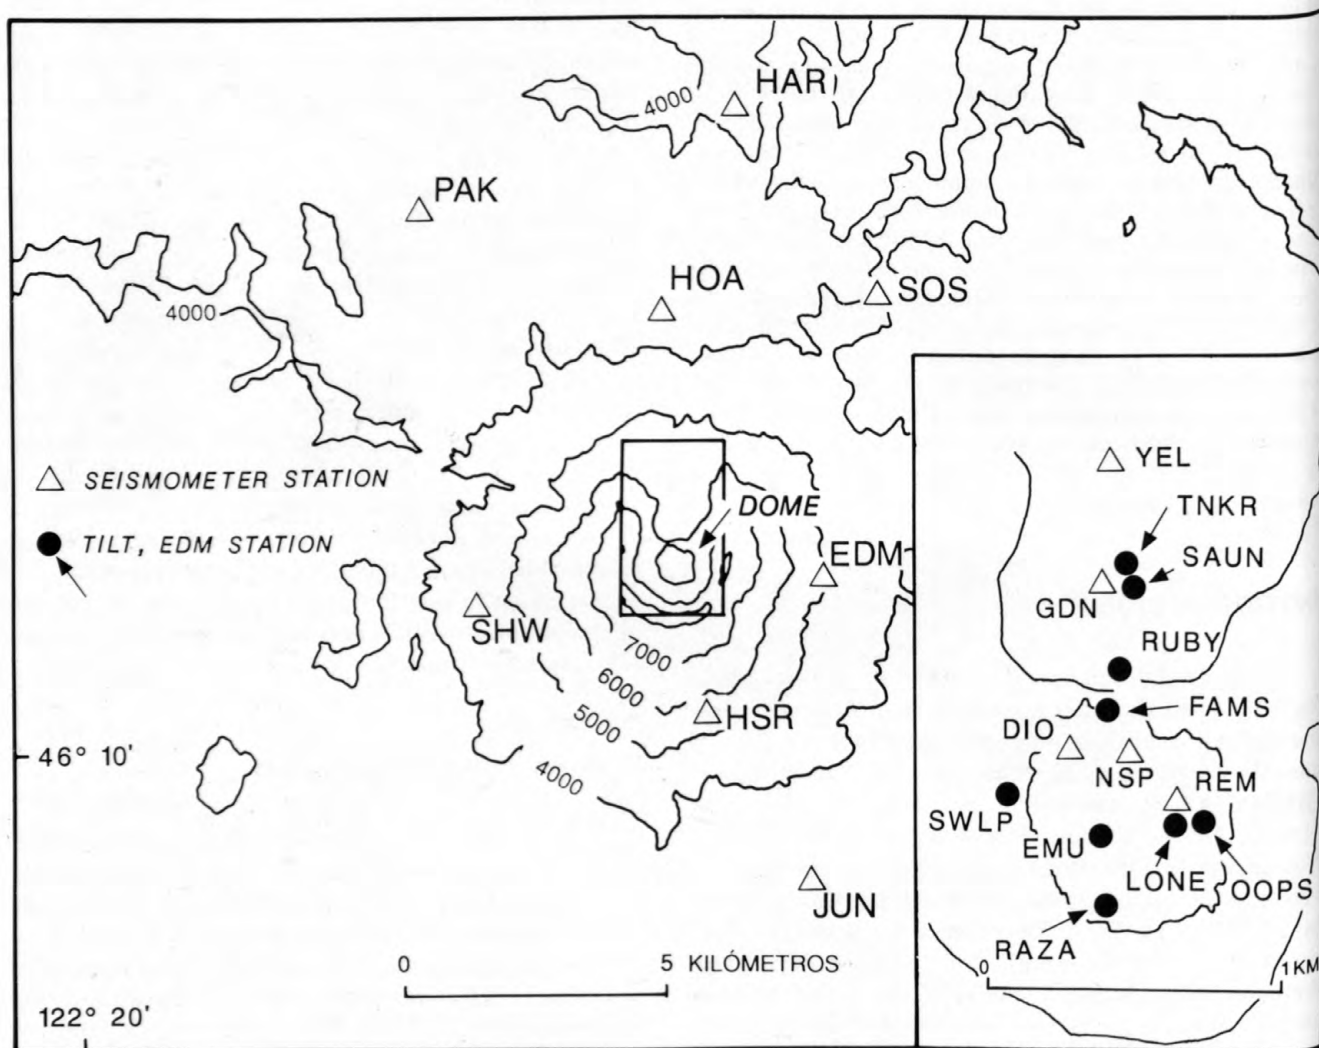 HAR
4000
PAK
HOA
SOS
4000
SEISMOMETER STATION
TILT, EDM STATION
DOME
EDM
SHW
7000
6000
5000
4000
HSR
46° 10'
JUN
0 5 KILÓMETROS
122° 20'
YEL
TNKR
SAUN
GDN
RUBY
FAMS
DIO
NSP
REM
SWLP
EMU
LONE
OOPS
RAZA
0 1 KM